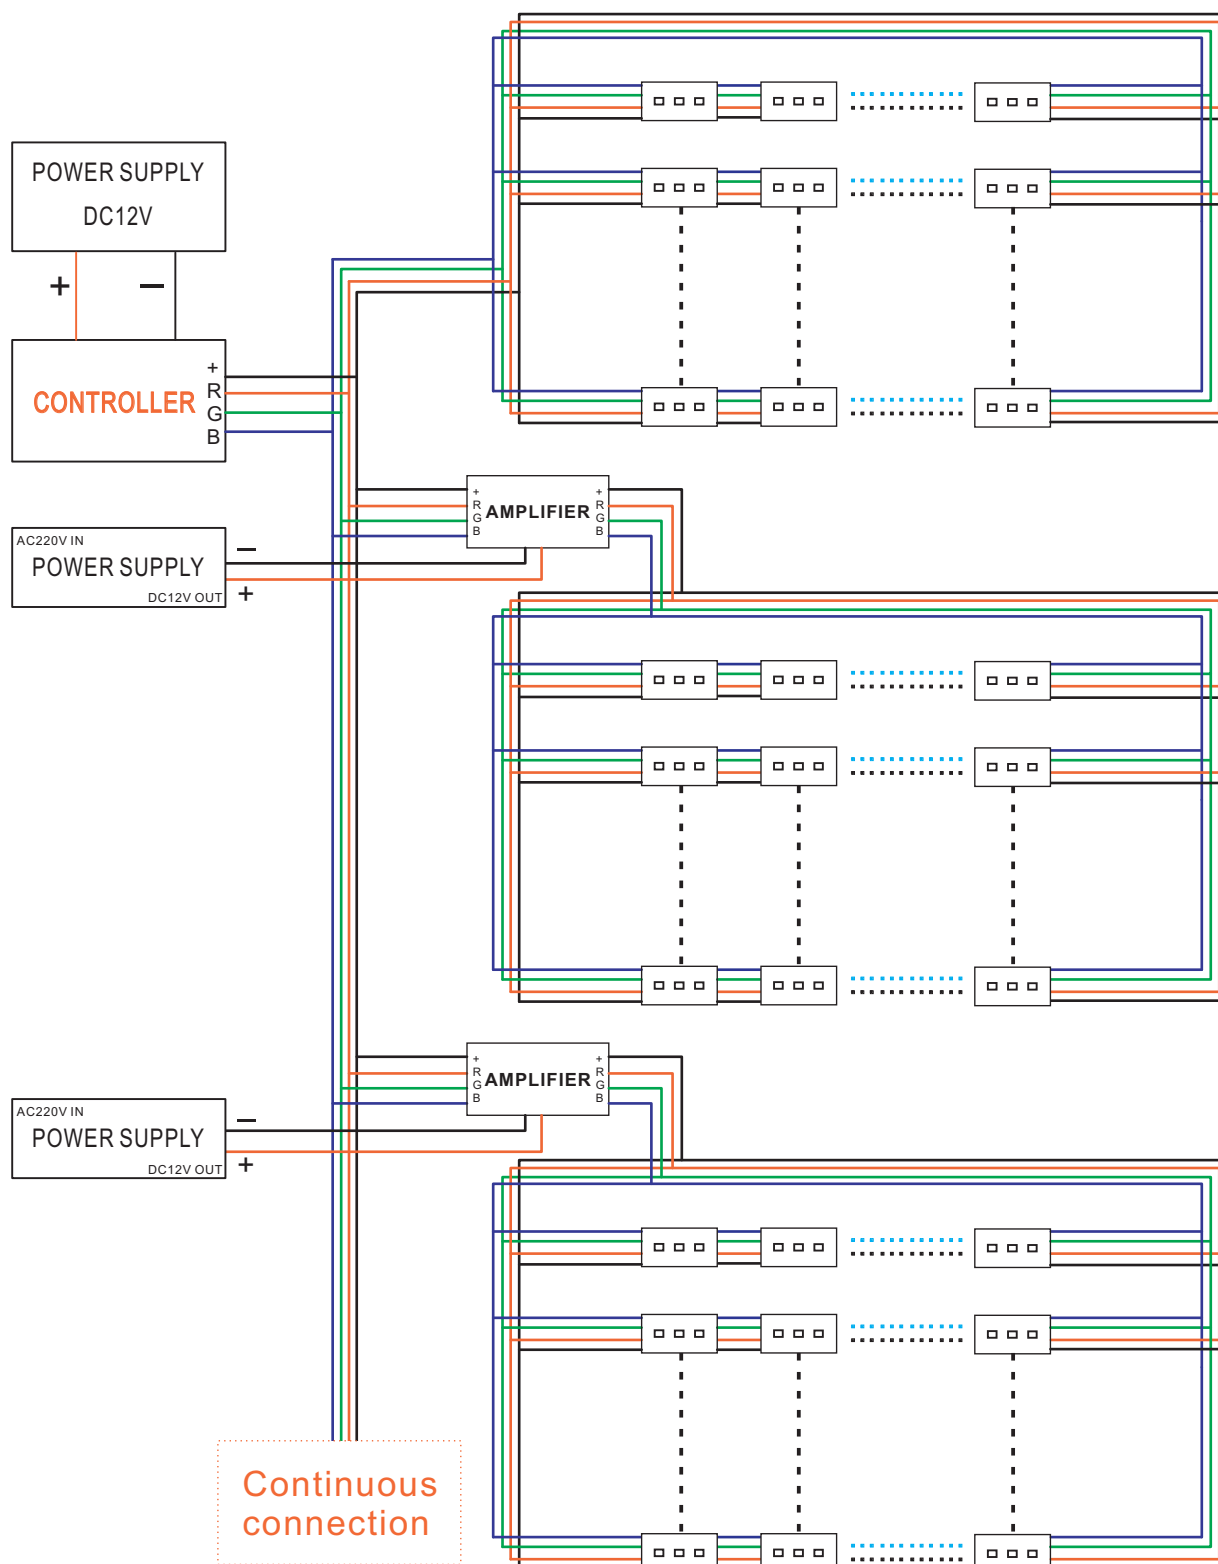 POWER SUPPLY
DC12V
+ −
CONTROLLER
+
R
G
B
AC220V IN
POWER SUPPLY
DC12V OUT
−
+
+
R
G
B
AMPLIFIER
+
R
G
B
AC220V IN
POWER SUPPLY
DC12V OUT
−
+
+
R
G
B
AMPLIFIER
+
R
G
B
Continuous
connection